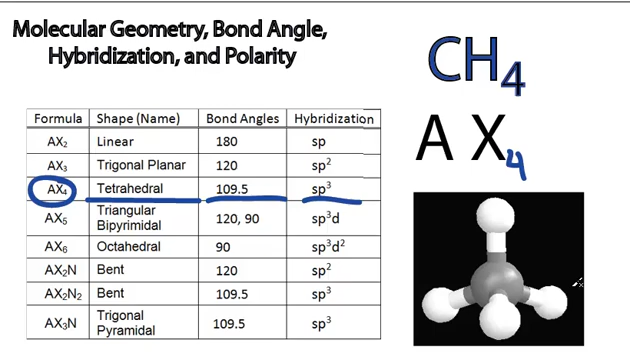 Molecular Geometry, Bond Angle,
Hybridization, and Polarity
CH₄
A X₄
Formula Shape (Name) Bond Angles Hybridization
AX₂ Linear 180 sp
AX₃ Trigonal Planar 120 sp²
AX₄ Tetrahedral 109.5 sp³
AX₅ Triangular Bipyrimidal 120, 90 sp³d
AX₆ Octahedral 90 sp³d²
AX₂N Bent 120 sp²
AX₂N₂ Bent 109.5 sp³
AX₃N Trigonal Pyramidal 109.5 sp³